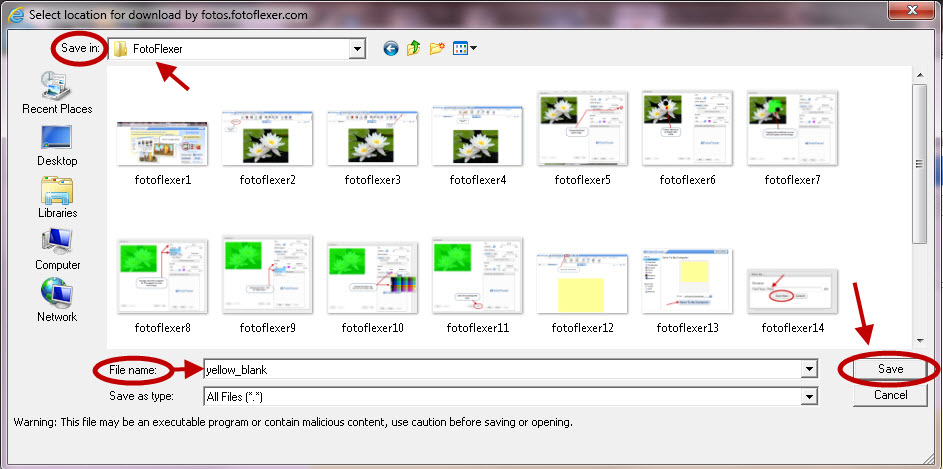 Select location for download by fotos.fotoflexer.com
Save in: FotoFlexer
Recent Places
Desktop
Libraries
Computer
Network
fotoflexer1 fotoflexer2 fotoflexer3 fotoflexer4 fotoflexer5 fotoflexer6 fotoflexer7
fotoflexer8 fotoflexer9 fotoflexer10 fotoflexer11 fotoflexer12 fotoflexer13 fotoflexer14
File name: yellow_blank Save
Save as type: All Files (*.*) Cancel
Warning: This file may be an executable program or contain malicious content, use caution before saving or opening.